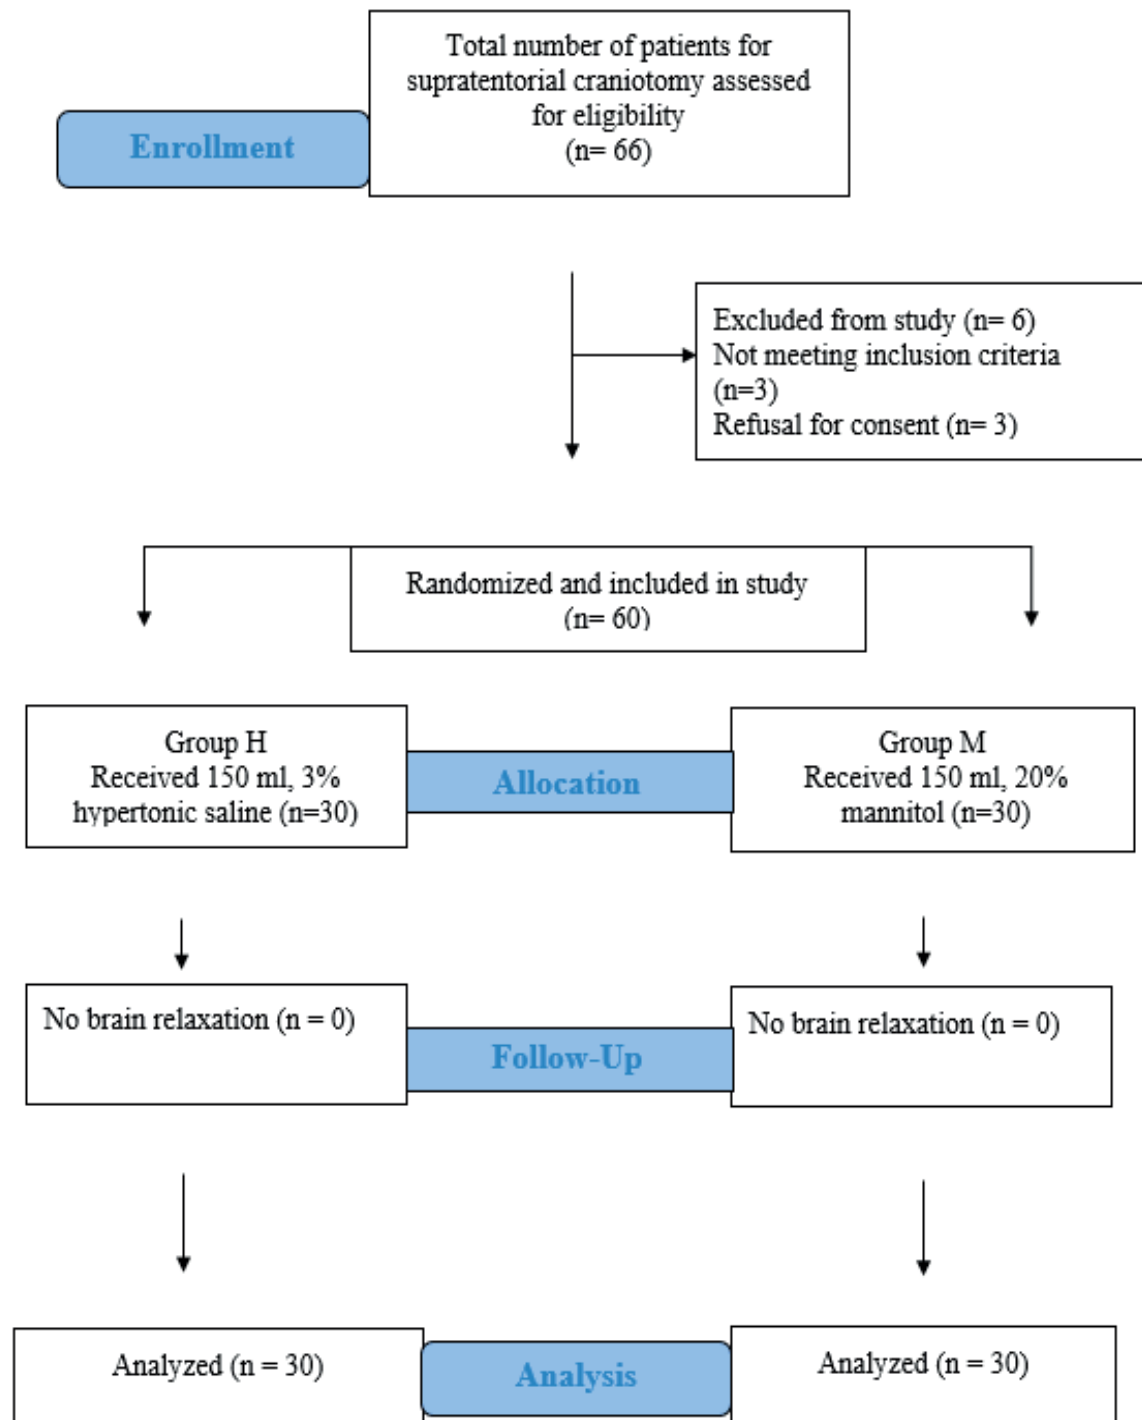 Total number of patients for
supratentorial craniotomy assessed
for eligibility
(n= 66)
Enrollment
Excluded from study (n= 6)
Not meeting inclusion criteria
(n=3)
Refusal for consent (n= 3)
Randomized and included in study
(n= 60)
Group H
Received 150 ml, 3%
hypertonic saline (n=30)
Allocation
Group M
Received 150 ml, 20%
mannitol (n=30)
No brain relaxation (n = 0)
Follow-Up
No brain relaxation (n = 0)
Analyzed (n = 30)
Analysis
Analyzed (n = 30)